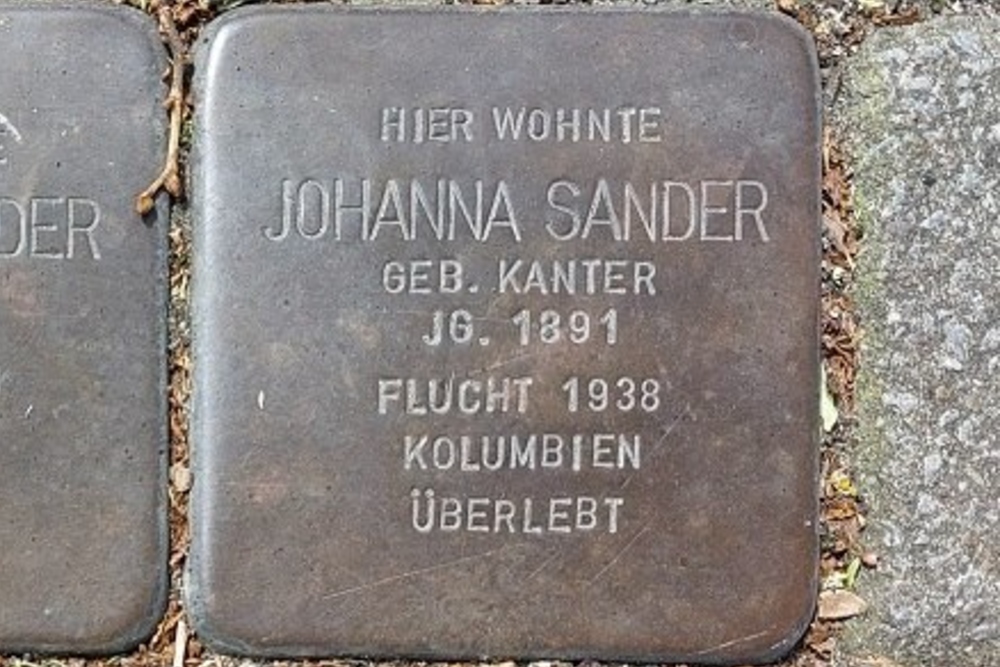 HIER WOHNTE
JOHANNA SANDER
GEB. KANTER
JG. 1891
FLUCHT 1938
KOLUMBIEN
ÜBERLEBT